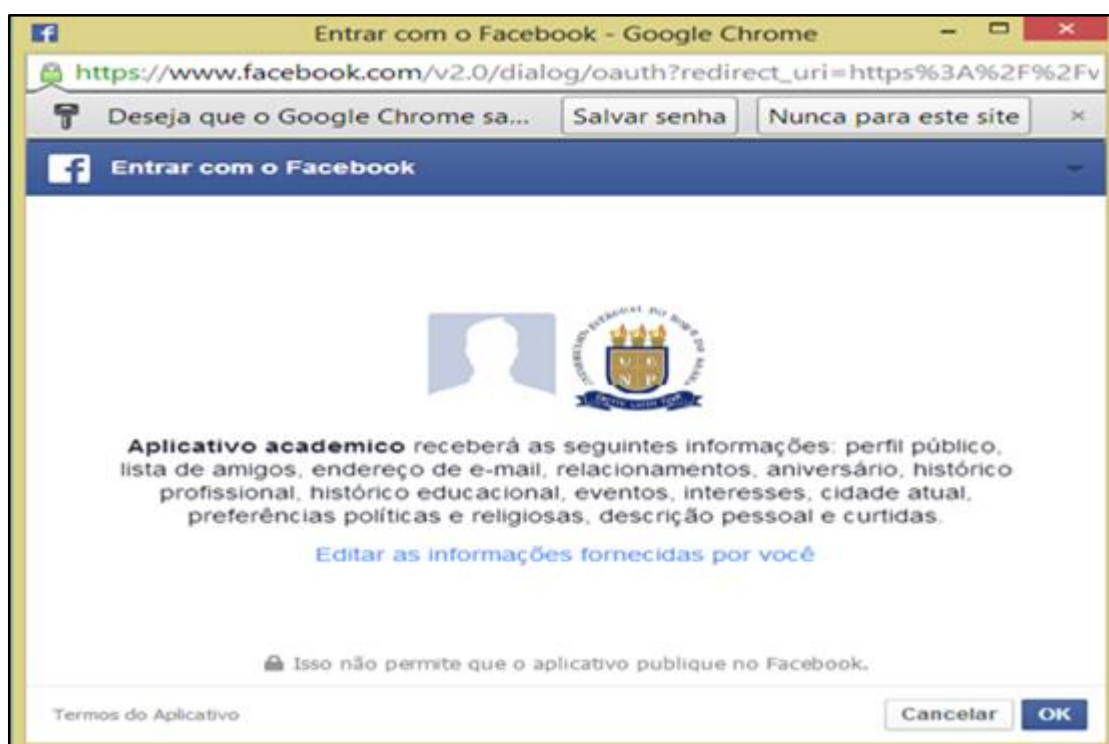 Entrar com o Facebook - Google Chrome
https://www.facebook.com/v2.0/dialog/oauth?redirect_uri=https%3A%2F%2Fv
Deseja que o Google Chrome sa... Salvar senha Nunca para este site
Entrar com o Facebook
Aplicativo academico receberá as seguintes informações: perfil público,
lista de amigos, endereço de e-mail, relacionamentos, aniversário, histórico
profissional, histórico educacional, eventos, interesses, cidade atual,
preferências políticas e religiosas, descrição pessoal e curtidas.
Editar as informações fornecidas por você
Isso não permite que o aplicativo publique no Facebook.
Termos do Aplicativo Cancelar OK